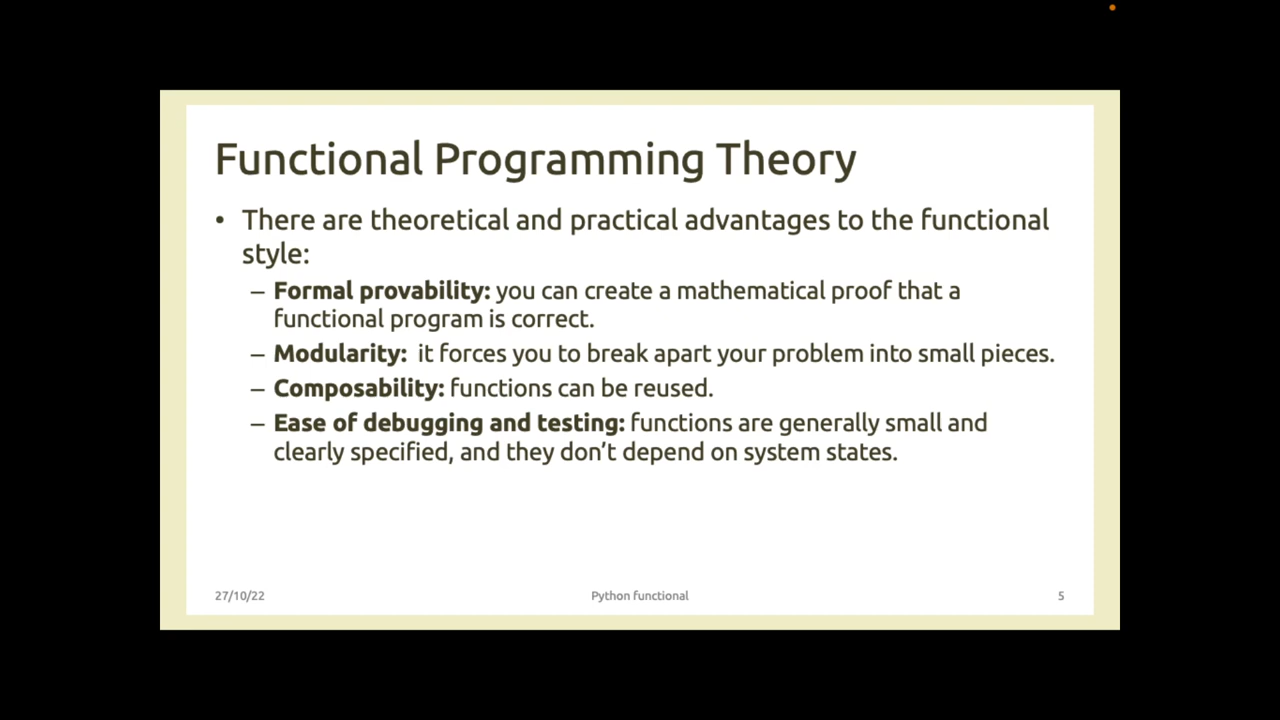 Functional Programming Theory
• There are theoretical and practical advantages to the functional
style:
– Formal provability: you can create a mathematical proof that a
functional program is correct.
– Modularity:  it forces you to break apart your problem into small pieces.
– Composability: functions can be reused.
– Ease of debugging and testing: functions are generally small and
clearly specified, and they don’t depend on system states.
27/10/22
Python functional
5